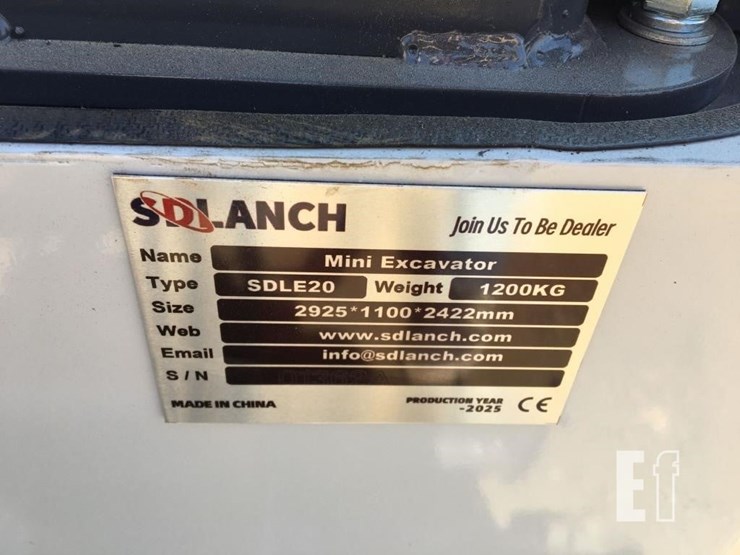 SDLANCH
Join Us To Be Dealer
Name Mini Excavator
Type SDLE20 Weight 1200KG
Size 2925*1100*2422mm
Web www.sdlanch.com
Email info@sdlanch.com
S / N
MADE IN CHINA
PRODUCTION YEAR
-2025 CE
Ef